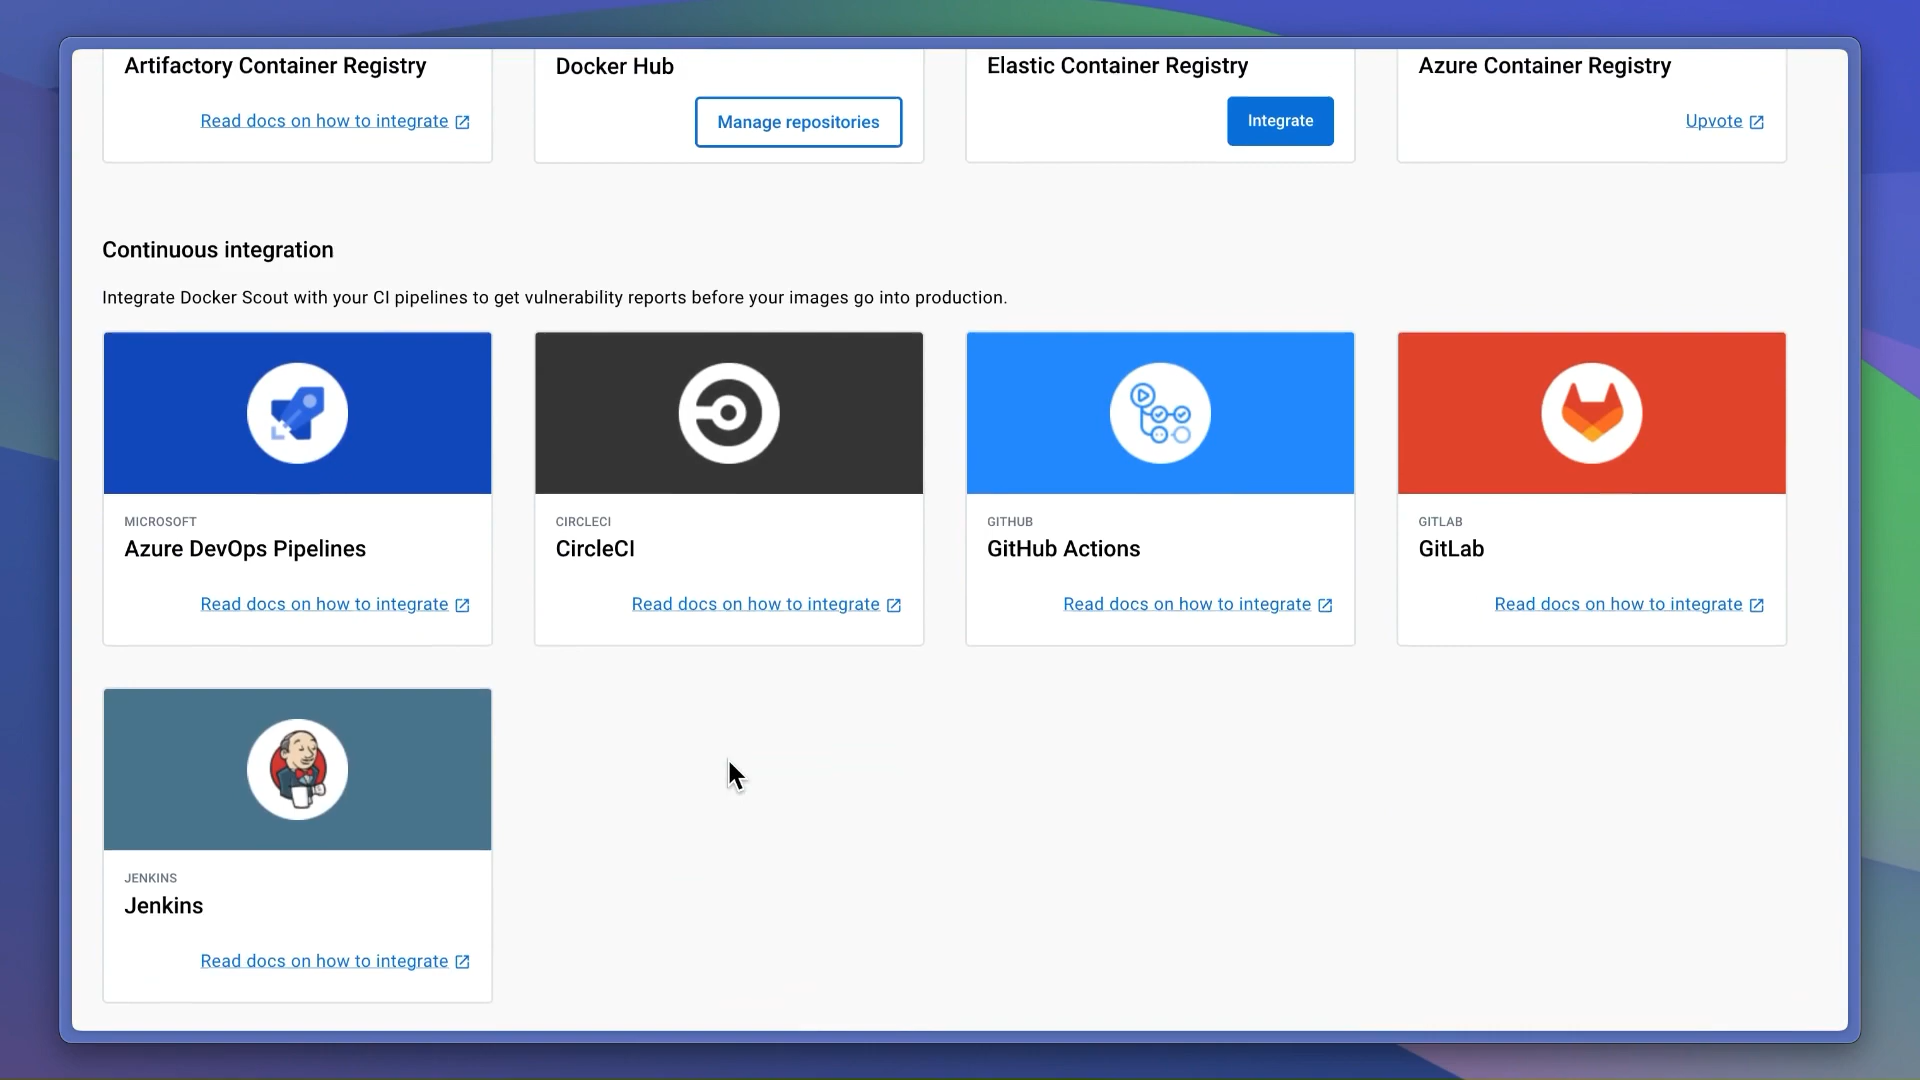 Artifactory Container Registry
Read docs on how to integrate
Docker Hub
Manage repositories
Elastic Container Registry
Integrate
Azure Container Registry
Upvote
Continuous integration
Integrate Docker Scout with your CI pipelines to get vulnerability reports before your images go into production.
MICROSOFT
Azure DevOps Pipelines
Read docs on how to integrate
CIRCLECI
CircleCI
Read docs on how to integrate
GITHUB
GitHub Actions
Read docs on how to integrate
GITLAB
GitLab
Read docs on how to integrate
JENKINS
Jenkins
Read docs on how to integrate